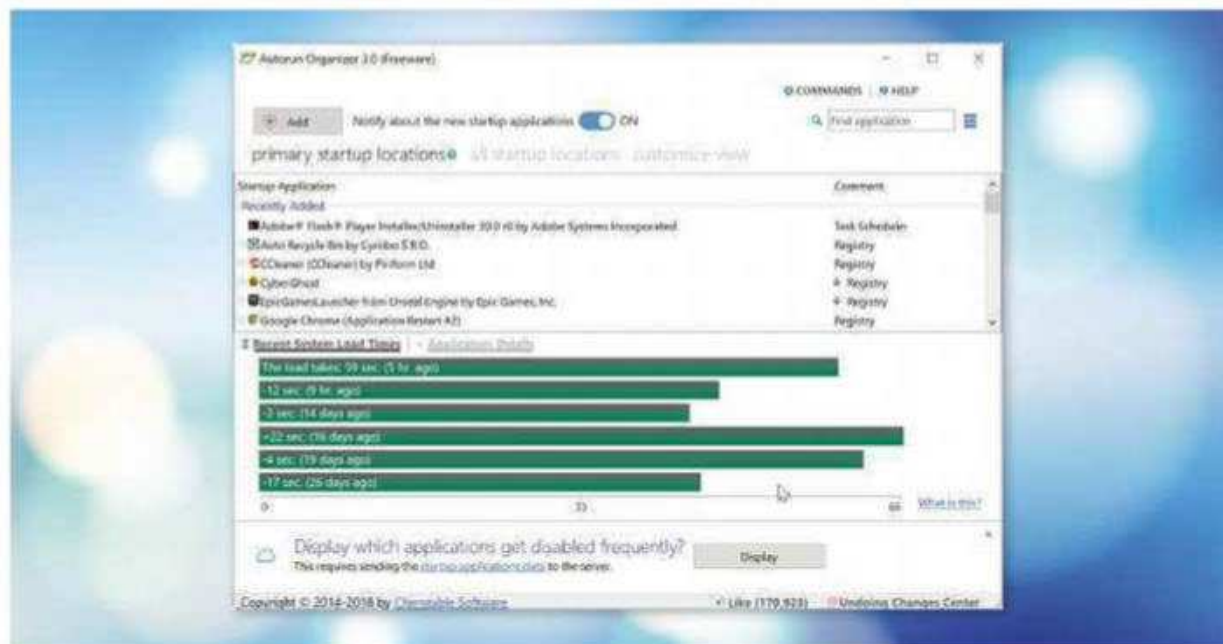 Autorun Organizer 3.0 (Freeware)
COMMANDS | HELP
Add Notify about the new startup applications ON Find application
primary startup locations all startup locations customize view
Startup Application Comment
Recently Added
Adobe® Flash® Player Installer/Uninstaller 30.0 r0 by Adobe Systems Incorporated Task Scheduler
Auto Recycle Bin by Cyrobo S.R.O. Registry
CCleaner (CCleaner) by Piriform Ltd Registry
CyberGhost Registry
EpicGamesLauncher from Unreal Engine by Epic Games, Inc. Registry
Google Chrome (Application Restart #2) Registry
Recent System Load Times | Application Details
The load takes: 59 sec. (5 hr. ago)
-12 sec. (9 hr. ago)
-3 sec. (14 days ago)
+22 sec. (16 days ago)
-4 sec. (19 days ago)
-17 sec. (26 days ago)
0 33 66 What is this?
Display which applications get disabled frequently? Display
This requires sending the startup applications data to the server.
Copyright © 2014-2018 by Chemtable Software Like (170,923) Undoing Changes Center